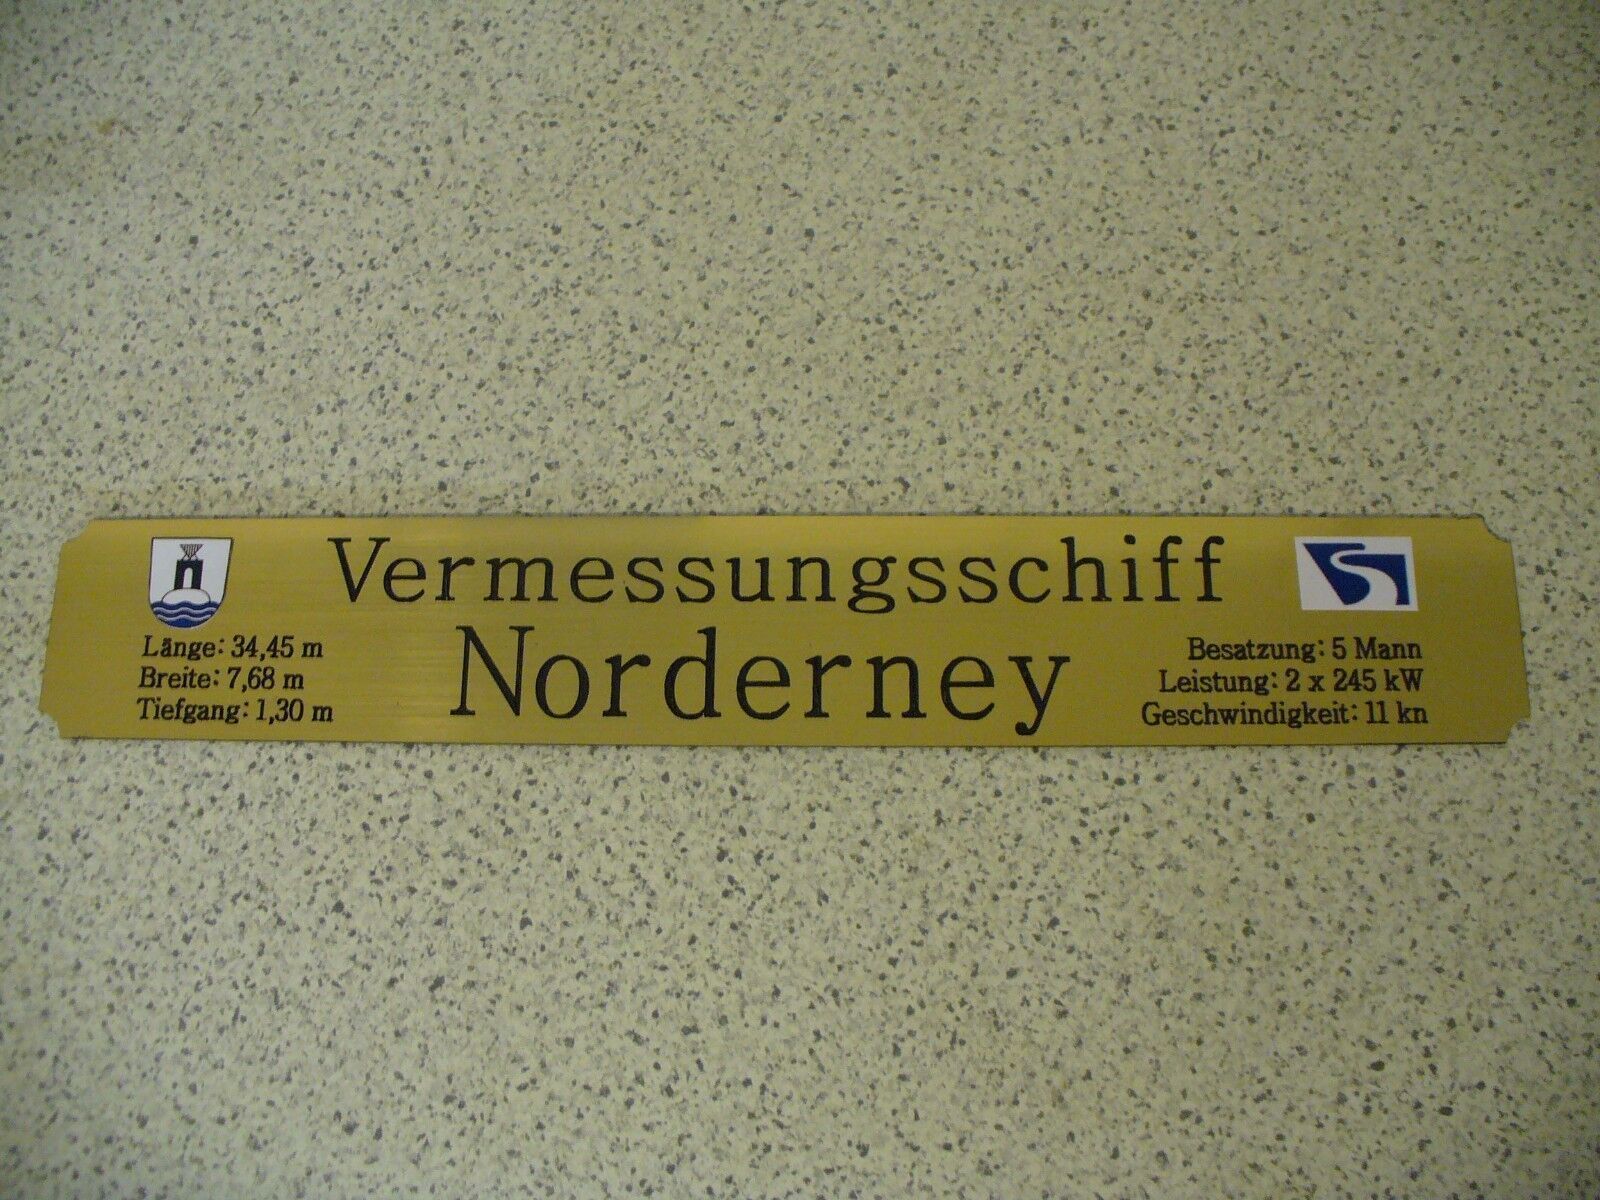 Vermessungsschiff
Norderney
Länge: 34,45 m
Breite: 7,68 m
Tiefgang: 1,30 m
Besatzung: 5 Mann
Leistung: 2 x 245 kW
Geschwindigkeit: 11 kn